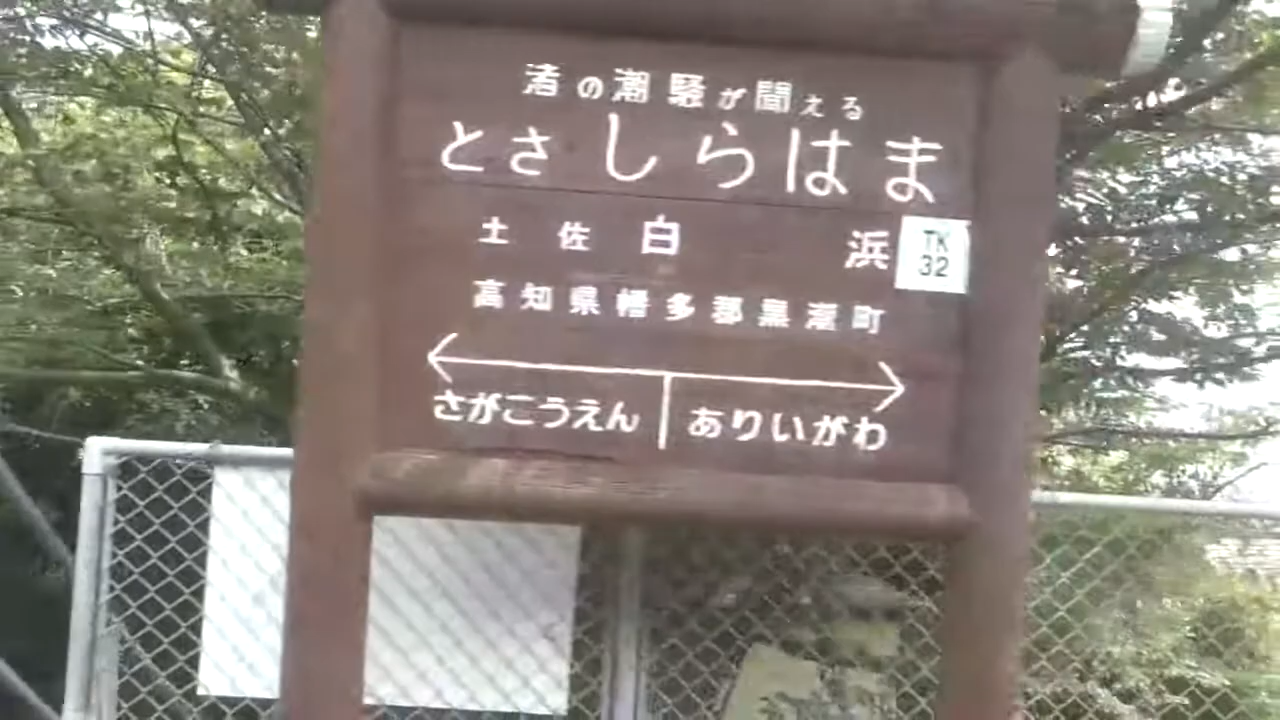 渚の潮騒が聞える
とさしらはま
土佐白浜
TK
32
高知県幡多郡黒潮町
さがこうえん
ありいがわ